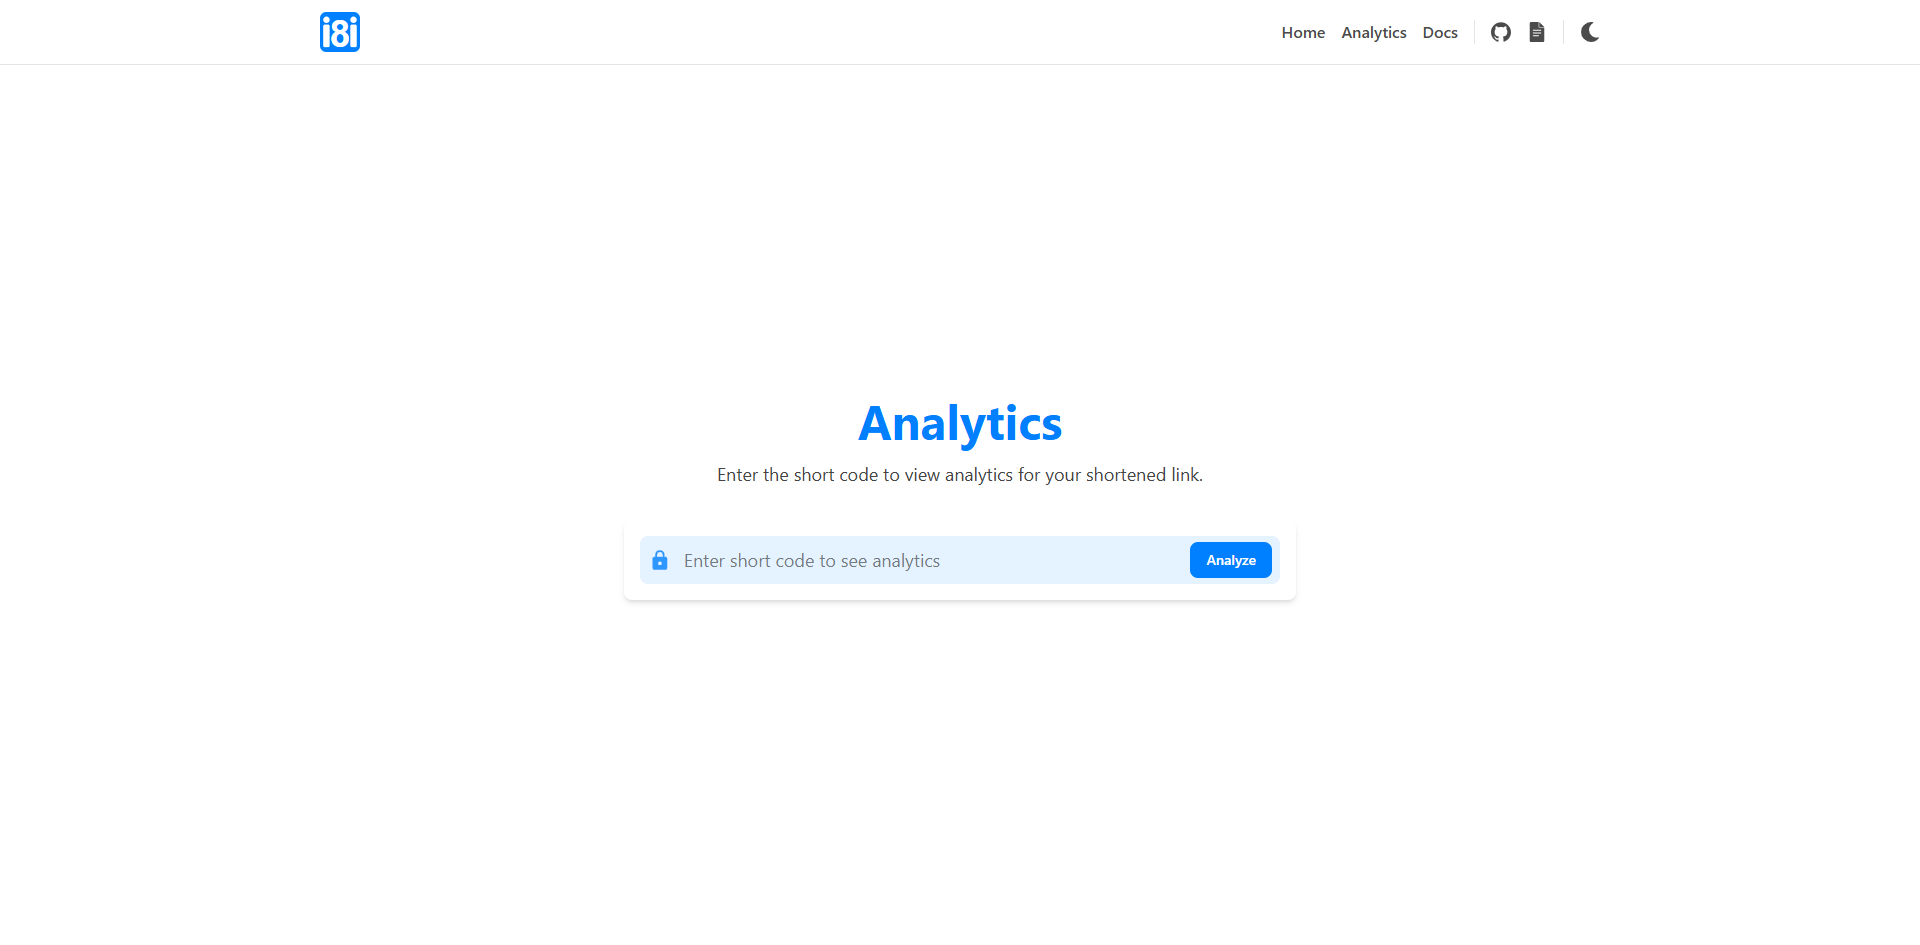 i8i
Home Analytics Docs
Analytics
Enter the short code to view analytics for your shortened link.
Enter short code to see analytics
Analyze